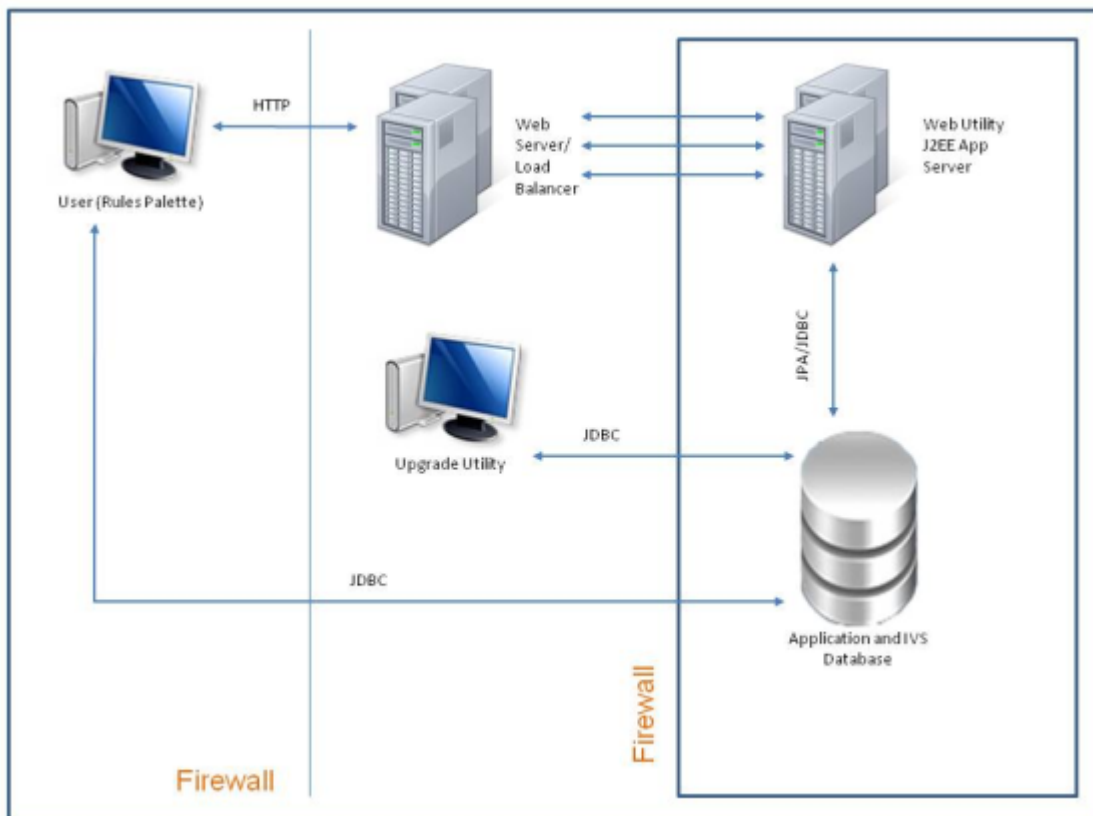 HTTP
Web
Server/
Load
Balancer
Web Utility
J2EE App
Server
User (Rules Palette)
JPA/JDBC
JDBC
Upgrade Utility
JDBC
Application and IVS
Database
Firewall
Firewall